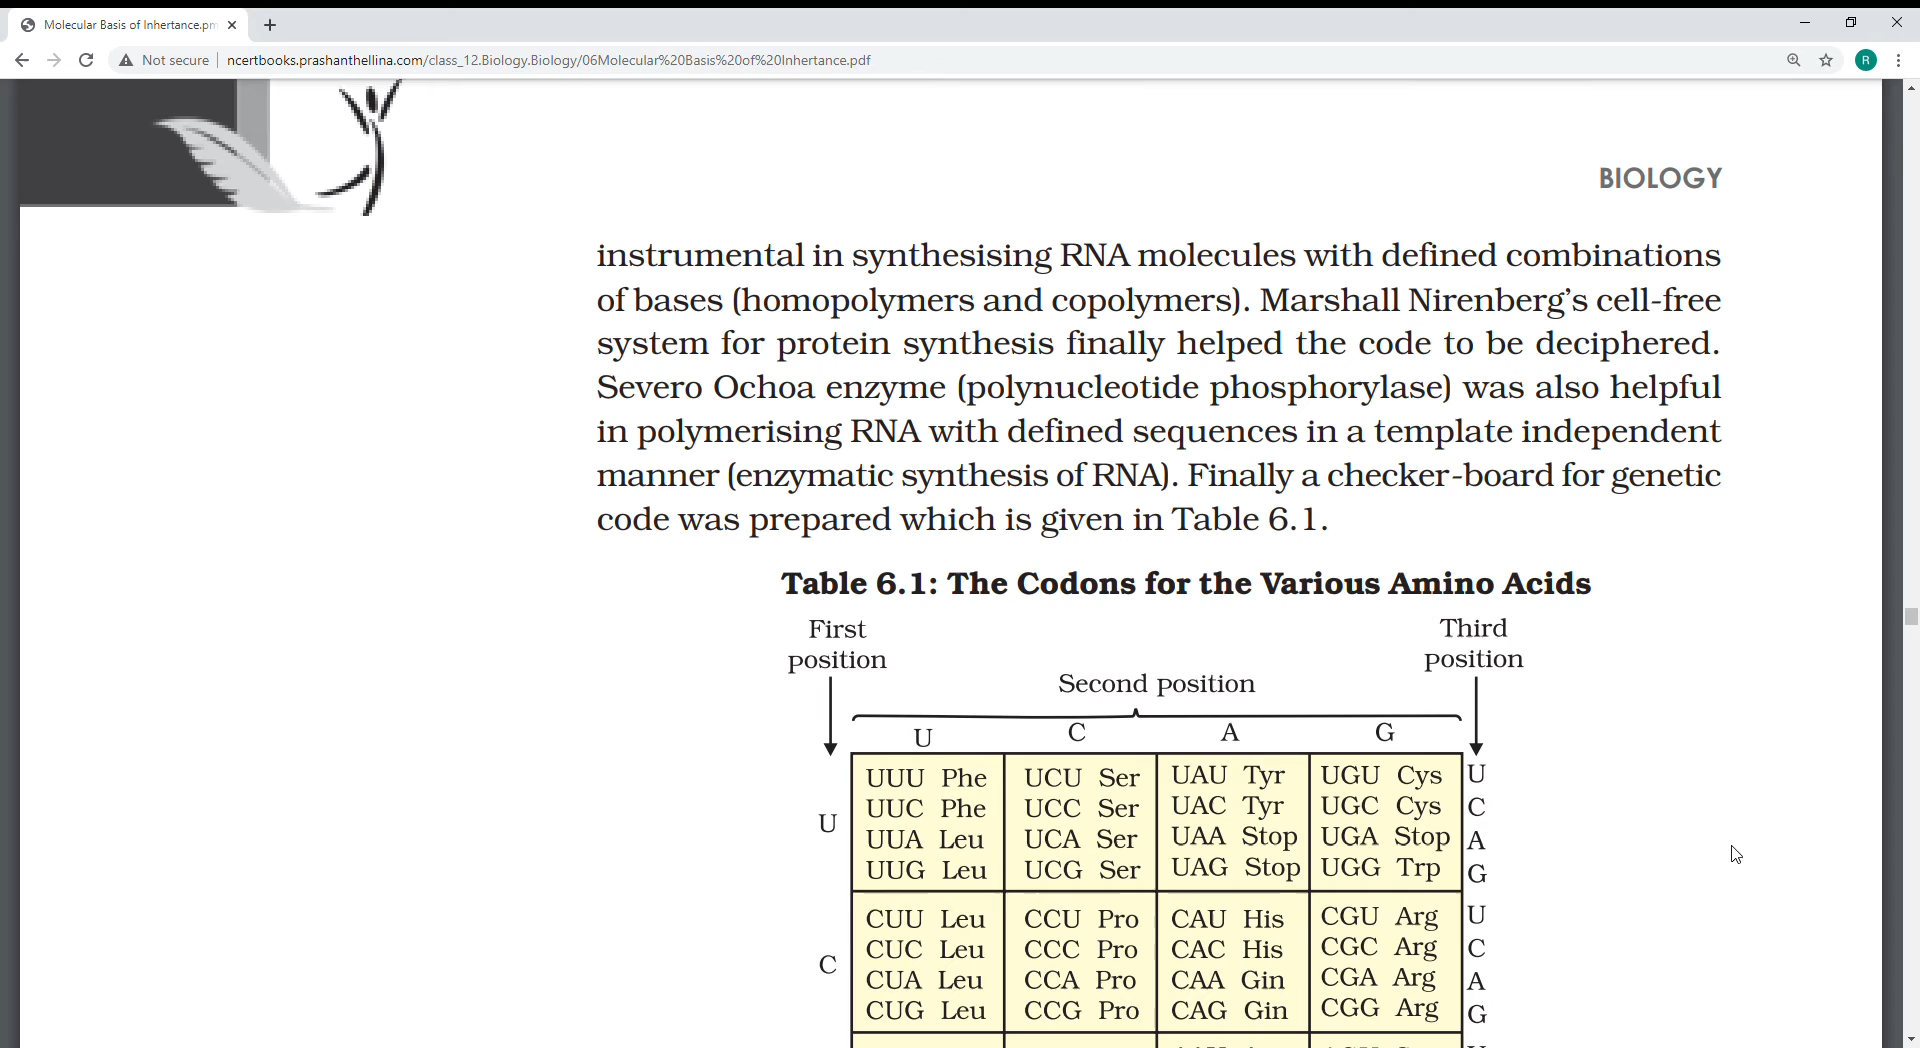 Molecular Basis of Inhertance.pm
Not secure
ncertbooks.prashanthellina.com/class_12.Biology.Biology/06Molecular%20Basis%20of%20Inhertance.pdf
R
BIOLOGY
instrumental in synthesising RNA molecules with defined combinations
of bases (homopolymers and copolymers). Marshall Nirenberg's cell-free
system for protein synthesis finally helped the code to be deciphered.
Severo Ochoa enzyme (polynucleotide phosphorylase) was also helpful
in polymerising RNA with defined sequences in a template independent
manner (enzymatic synthesis of RNA). Finally a checker-board for genetic
code was prepared which is given in Table 6.1.
Table 6.1: The Codons for the Various Amino Acids
First position
Third position
Second position
U C A G
UUU Phe UCU Ser UAU Tyr UGU Cys U
UUC Phe UCC Ser UAC Tyr UGC Cys C
U
UUA Leu UCA Ser UAA Stop UGA Stop A
UUG Leu UCG Ser UAG Stop UGG Trp G
CUU Leu CCU Pro CAU His CGU Arg U
CUC Leu CCC Pro CAC His CGC Arg C
C
CUA Leu CCA Pro CAA Gin CGA Arg A
CUG Leu CCG Pro CAG Gin CGG Arg G